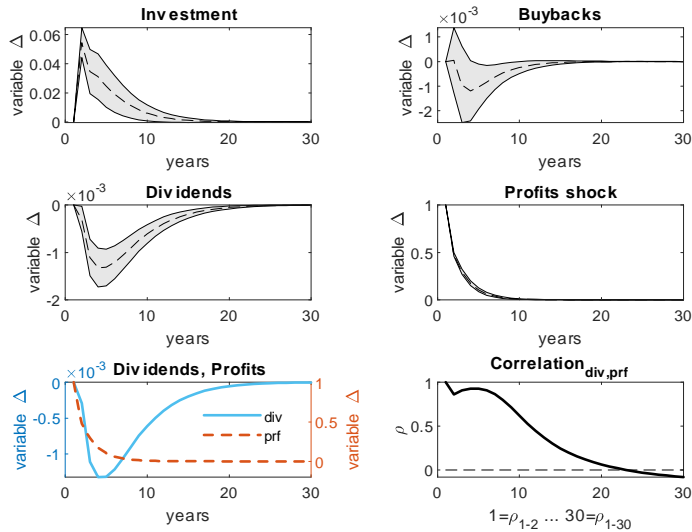 Investment
variable Δ
0.06
0.04
0.02
0
0 10 20 30
years
Buybacks
×10⁻³
variable Δ
1
0
-1
-2
0 10 20 30
years
Dividends
×10⁻³
variable Δ
0
-1
-2
0 10 20 30
years
Profits shock
variable Δ
1
0.5
0
0 10 20 30
years
Dividends, Profits
×10⁻³
variable Δ
0
-0.5
-1
1
0.5
0
variable Δ
div
prf
0 10 20 30
years
Correlation_div,prf
ρ
1
0.5
0
0 10 20 30
1=ρ₁₋₂ ... 30=ρ₁₋₃₀